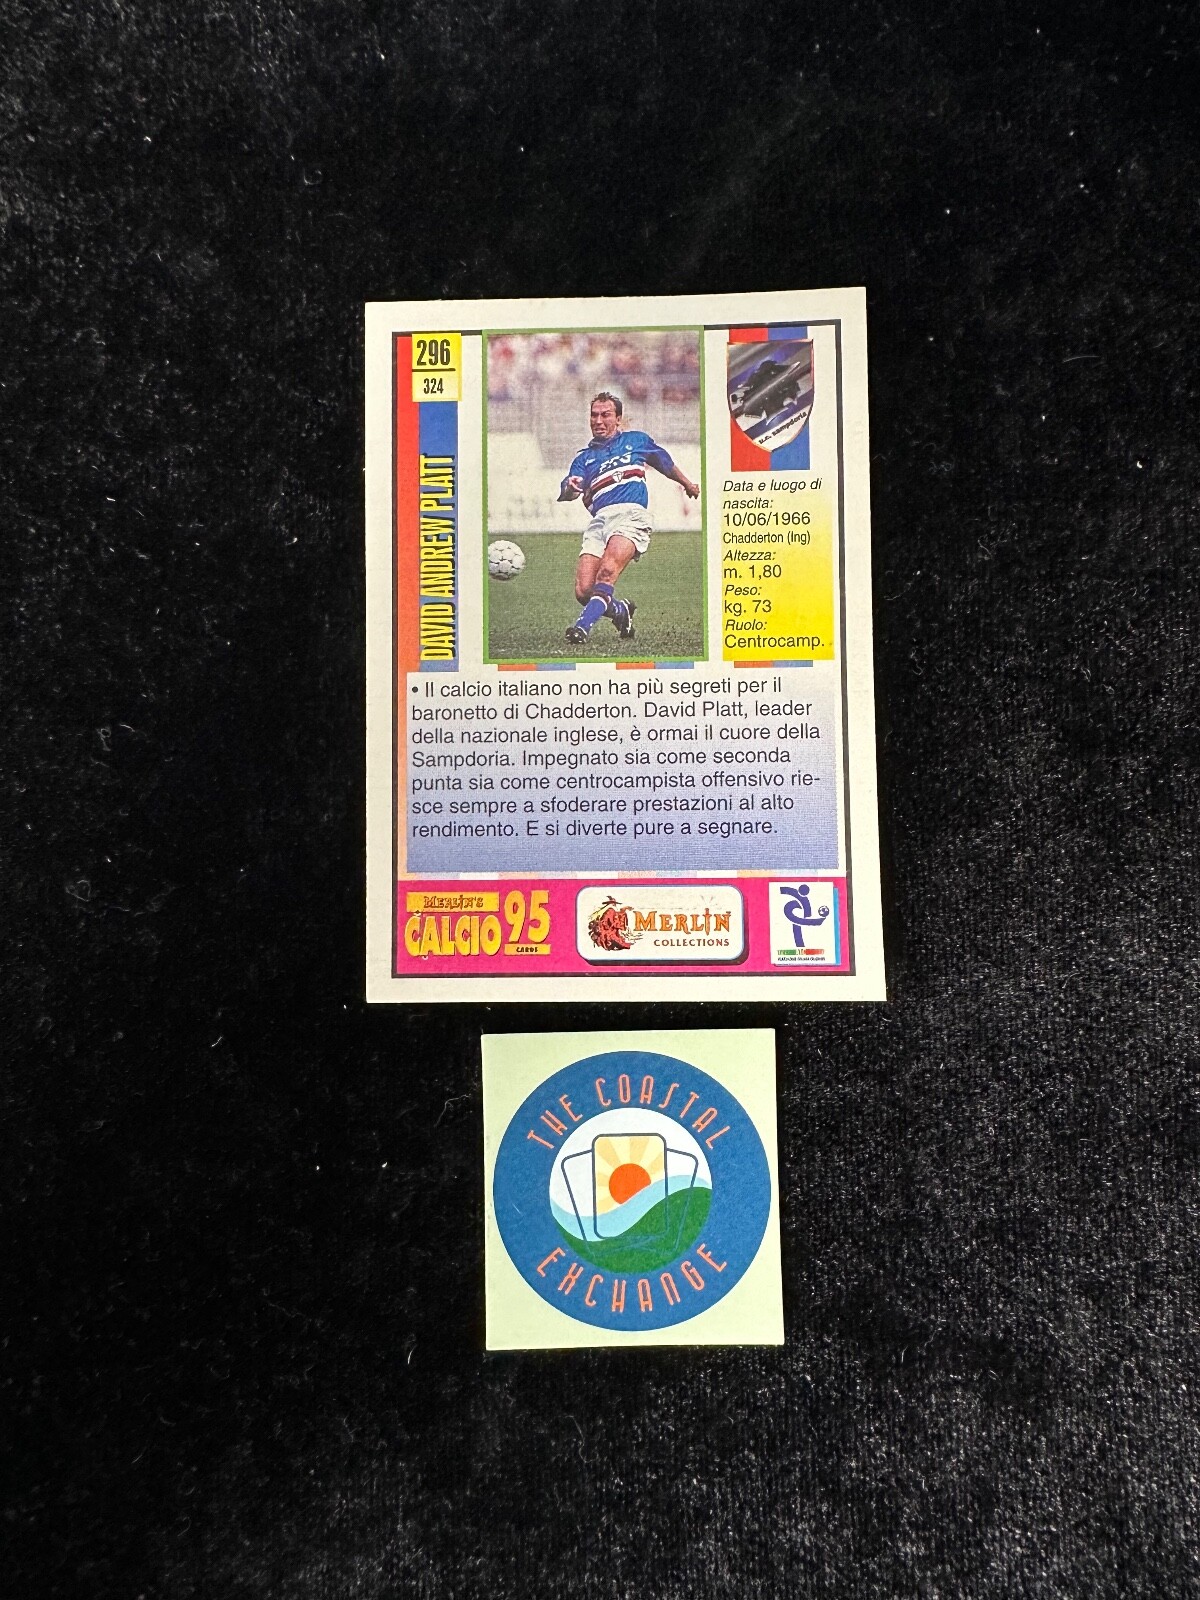 296
324
DAVID ANDREW PLATT
u.c. sampdoria
Data e luogo di
nascita:
10/06/1966
Chadderton (Ing)
Altezza:
m. 1,80
Peso:
kg. 73
Ruolo:
Centrocamp.
• Il calcio italiano non ha più segreti per il
baronetto di Chadderton. David Platt, leader
della nazionale inglese, è ormai il cuore della
Sampdoria. Impegnato sia come seconda
punta sia come centrocampista offensivo rie-
sce sempre a sfoderare prestazioni al alto
rendimento. E si diverte pure a segnare.
MERLIN'S
CALCIO 95
CARDS
MERLIN
COLLECTIONS
THE COASTAL
EXCHANGE